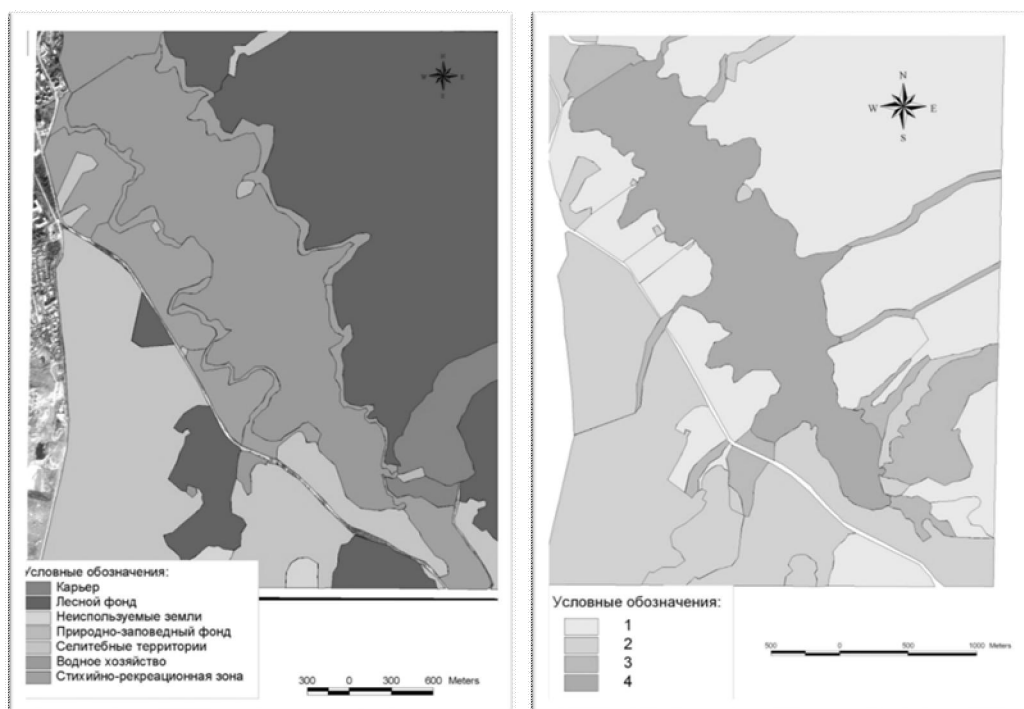 W E
Условные обозначения:
Карьер
Лесной фонд
Неиспользуемые земли
Природно-заповедный фонд
Селитебные территории
Водное хозяйство
Стихийно-рекреационная зона
300 0 300 600 Meters
N
W E
S
Условные обозначения:
1
2
3
4
500 0 500 1000 Meters